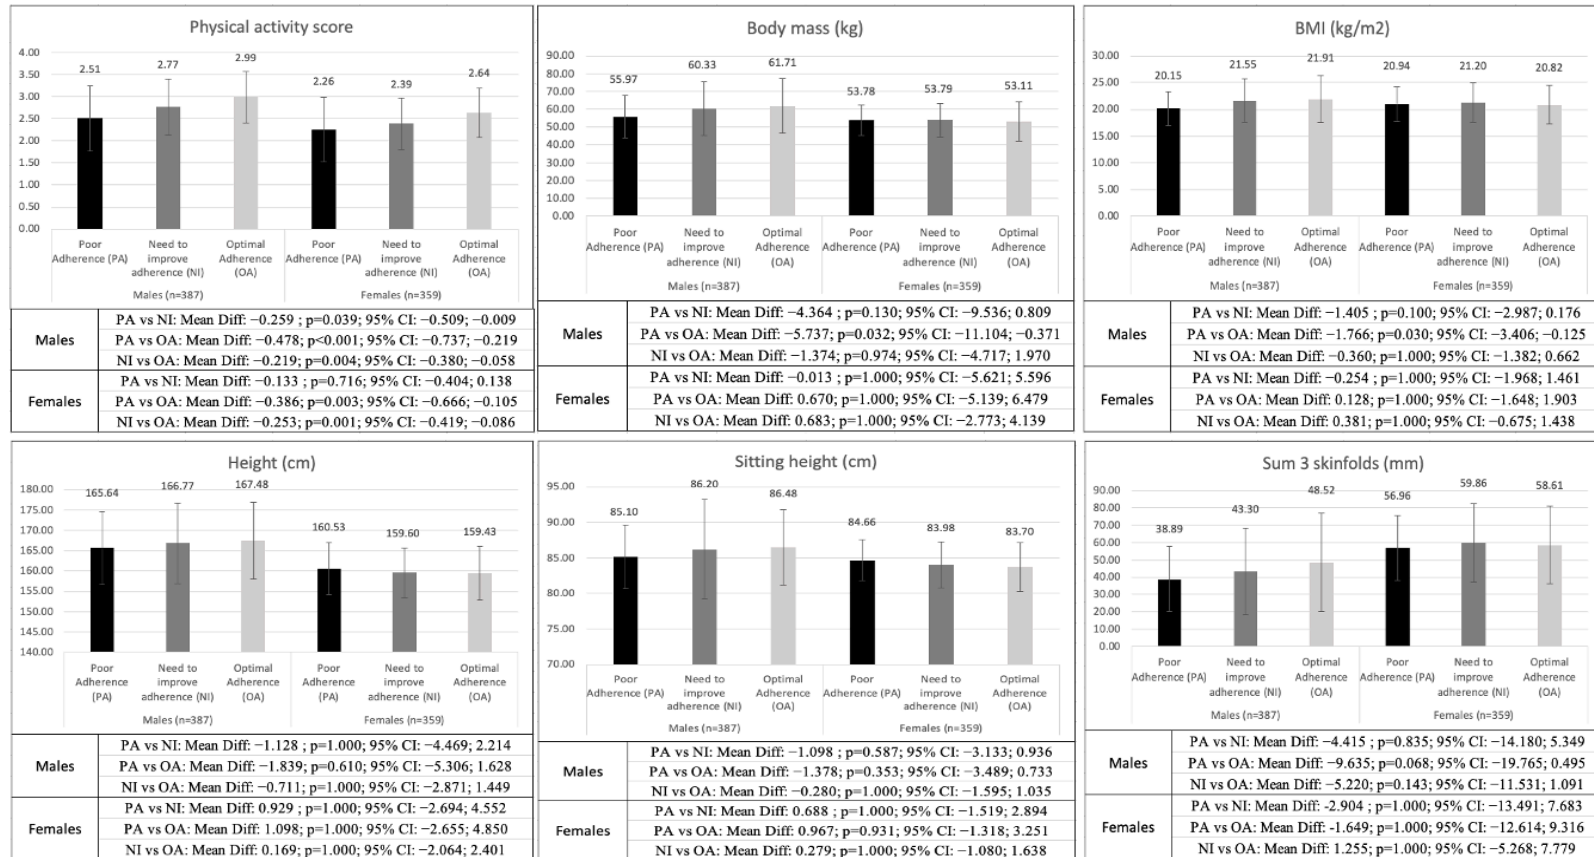 Physical activity score
4.00
3.50
3.00
2.50
2.00
1.50
1.00
0.50
0.00
2.51
2.77
2.99
2.26
2.39
2.64
Poor Adherence (PA)
Need to improve adherence (NI)
Optimal Adherence (OA)
Poor Adherence (PA)
Need to improve adherence (NI)
Optimal Adherence (OA)
Males (n=387)
Females (n=359)
Males
PA vs NI: Mean Diff: −0.259 ; p=0.039; 95% CI: −0.509; −0.009
PA vs OA: Mean Diff: −0.478; p<0.001; 95% CI: −0.737; −0.219
NI vs OA: Mean Diff: −0.219; p=0.004; 95% CI: −0.380; −0.058
Females
PA vs NI: Mean Diff: −0.133 ; p=0.716; 95% CI: −0.404; 0.138
PA vs OA: Mean Diff: −0.386; p=0.003; 95% CI: −0.666; −0.105
NI vs OA: Mean Diff: −0.253; p=0.001; 95% CI: −0.419; −0.086
Body mass (kg)
90.00
80.00
70.00
60.00
50.00
40.00
30.00
20.00
10.00
0.00
55.97
60.33
61.71
53.78
53.79
53.11
Poor Adherence (PA)
Need to improve adherence (NI)
Optimal Adherence (OA)
Poor Adherence (PA)
Need to improve adherence (NI)
Optimal Adherence (OA)
Males (n=387)
Females (n=359)
Males
PA vs NI: Mean Diff: −4.364 ; p=0.130; 95% CI: −9.536; 0.809
PA vs OA: Mean Diff: −5.737; p=0.032; 95% CI: −11.104; −0.371
NI vs OA: Mean Diff: −1.374; p=0.974; 95% CI: −4.717; 1.970
Females
PA vs NI: Mean Diff: −0.013 ; p=1.000; 95% CI: −5.621; 5.596
PA vs OA: Mean Diff: 0.670; p=1.000; 95% CI: −5.139; 6.479
NI vs OA: Mean Diff: 0.683; p=1.000; 95% CI: −2.773; 4.139
BMI (kg/m2)
30.00
25.00
20.00
15.00
10.00
5.00
0.00
20.15
21.55
21.91
20.94
21.20
20.82
Poor Adherence (PA)
Need to improve adherence (NI)
Optimal Adherence (OA)
Poor Adherence (PA)
Need to improve adherence (NI)
Optimal Adherence (OA)
Males (n=387)
Females (n=359)
Males
PA vs NI: Mean Diff: −1.405 ; p=0.100; 95% CI: −2.987; 0.176
PA vs OA: Mean Diff: −1.766; p=0.030; 95% CI: −3.406; −0.125
NI vs OA: Mean Diff: −0.360; p=1.000; 95% CI: −1.382; 0.662
Females
PA vs NI: Mean Diff: −0.254 ; p=1.000; 95% CI: −1.968; 1.461
PA vs OA: Mean Diff: 0.128; p=1.000; 95% CI: −1.648; 1.903
NI vs OA: Mean Diff: 0.381; p=1.000; 95% CI: −0.675; 1.438
Height (cm)
180.00
175.00
170.00
165.00
160.00
155.00
150.00
145.00
140.00
165.64
166.77
167.48
160.53
159.60
159.43
Poor Adherence (PA)
Need to improve adherence (NI)
Optimal Adherence (OA)
Poor Adherence (PA)
Need to improve adherence (NI)
Optimal Adherence (OA)
Males (n=387)
Females (n=359)
Males
PA vs NI: Mean Diff: −1.128 ; p=1.000; 95% CI: −4.469; 2.214
PA vs OA: Mean Diff: −1.839; p=0.610; 95% CI: −5.306; 1.628
NI vs OA: Mean Diff: −0.711; p=1.000; 95% CI: −2.871; 1.449
Females
PA vs NI: Mean Diff: 0.929 ; p=1.000; 95% CI: −2.694; 4.552
PA vs OA: Mean Diff: 1.098; p=1.000; 95% CI: −2.655; 4.850
NI vs OA: Mean Diff: 0.169; p=1.000; 95% CI: −2.064; 2.401
Sitting height (cm)
95.00
90.00
85.00
80.00
75.00
70.00
85.10
86.20
86.48
84.66
83.98
83.70
Poor Adherence (PA)
Need to improve adherence (NI)
Optimal Adherence (OA)
Poor Adherence (PA)
Need to improve adherence (NI)
Optimal Adherence (OA)
Males (n=387)
Females (n=359)
Males
PA vs NI: Mean Diff: −1.098 ; p=0.587; 95% CI: −3.133; 0.936
PA vs OA: Mean Diff: −1.378; p=0.353; 95% CI: −3.489; 0.733
NI vs OA: Mean Diff: −0.280; p=1.000; 95% CI: −1.595; 1.035
Females
PA vs NI: Mean Diff: 0.688 ; p=1.000; 95% CI: −1.519; 2.894
PA vs OA: Mean Diff: 0.967; p=0.931; 95% CI: −1.318; 3.251
NI vs OA: Mean Diff: 0.279; p=1.000; 95% CI: −1.080; 1.638
Sum 3 skinfolds (mm)
90.00
80.00
70.00
60.00
50.00
40.00
30.00
20.00
10.00
0.00
38.89
43.30
48.52
56.96
59.86
58.61
Poor Adherence (PA)
Need to improve adherence (NI)
Optimal Adherence (OA)
Poor Adherence (PA)
Need to improve adherence (NI)
Optimal Adherence (OA)
Males (n=387)
Females (n=359)
Males
PA vs NI: Mean Diff: −4.415 ; p=0.835; 95% CI: −14.180; 5.349
PA vs OA: Mean Diff: −9.635; p=0.068; 95% CI: −19.765; 0.495
NI vs OA: Mean Diff: −5.220; p=0.143; 95% CI: −11.531; 1.091
Females
PA vs NI: Mean Diff: -2.904 ; p=1.000; 95% CI: −13.491; 7.683
PA vs OA: Mean Diff: -1.649; p=1.000; 95% CI: −12.614; 9.316
NI vs OA: Mean Diff: 1.255; p=1.000; 95% CI: −5.268; 7.779